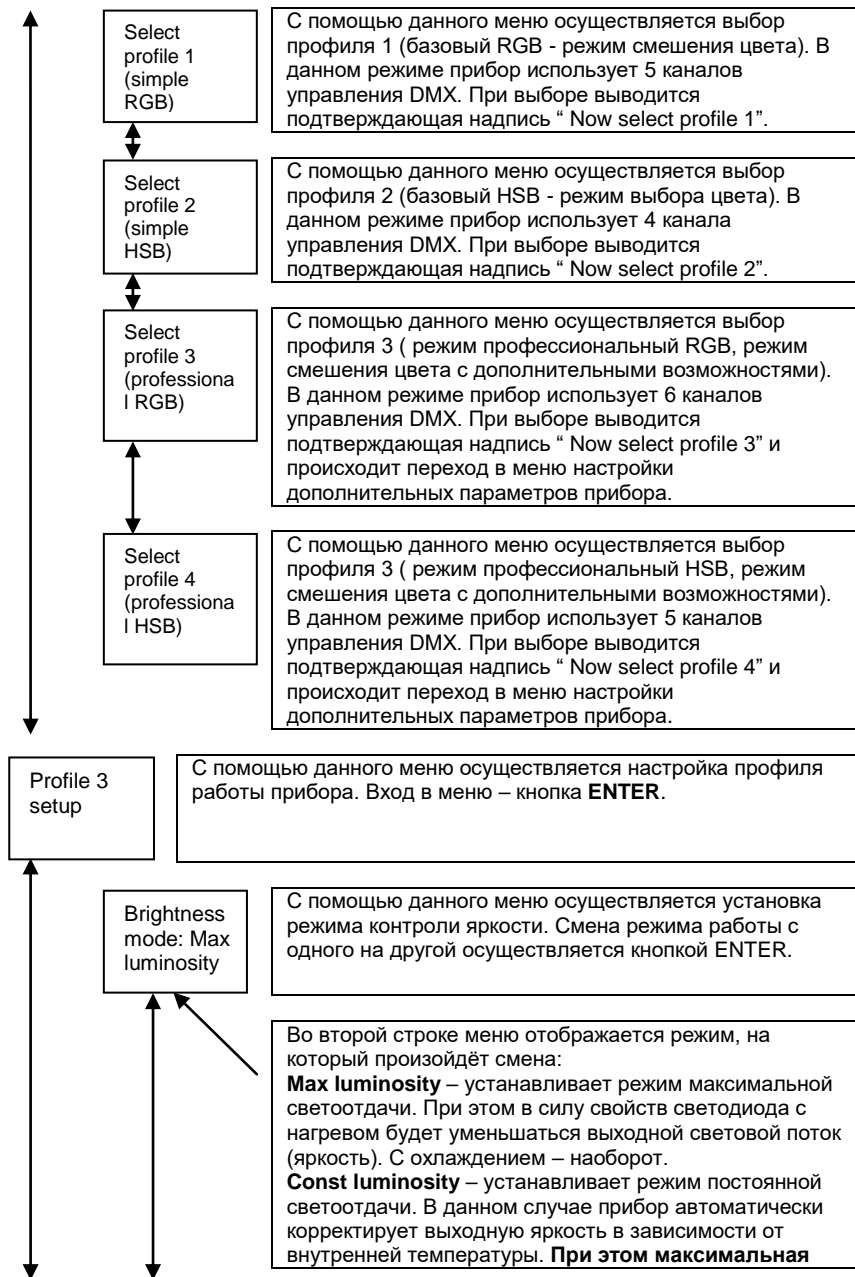 Select
profile 1
(simple
RGB)
С помощью данного меню осуществляется выбор
профиля 1 (базовый RGB - режим смешения цвета). В
данном режиме прибор использует 5 каналов
управления DMX. При выборе выводится
подтверждающая надпись “ Now select profile 1”.
Select
profile 2
(simple
HSB)
С помощью данного меню осуществляется выбор
профиля 2 (базовый HSB - режим выбора цвета). В
данном режиме прибор использует 4 канала
управления DMX. При выборе выводится
подтверждающая надпись “ Now select profile 2”.
Select
profile 3
(professiona
l RGB)
С помощью данного меню осуществляется выбор
профиля 3 ( режим профессиональный RGB, режим
смешения цвета с дополнительными возможностями).
В данном режиме прибор использует 6 каналов
управления DMX. При выборе выводится
подтверждающая надпись “ Now select profile 3” и
происходит переход в меню настройки
дополнительных параметров прибора.
Select
profile 4
(professiona
l HSB)
С помощью данного меню осуществляется выбор
профиля 3 ( режим профессиональный HSB, режим
смешения цвета с дополнительными возможностями).
В данном режиме прибор использует 5 каналов
управления DMX. При выборе выводится
подтверждающая надпись “ Now select profile 4” и
происходит переход в меню настройки
дополнительных параметров прибора.
Profile 3
setup
С помощью данного меню осуществляется настройка профиля
работы прибора. Вход в меню – кнопка ENTER.
Brightness
mode: Max
luminosity
С помощью данного меню осуществляется установка
режима контроли яркости. Смена режима работы с
одного на другой осуществляется кнопкой ENTER.
Во второй строке меню отображается режим, на
который произойдёт смена:
Max luminosity – устанавливает режим максимальной
светоотдачи. При этом в силу свойств светодиода с
нагревом будет уменьшаться выходной световой поток
(яркость). С охлаждением – наоборот.
Const luminosity – устанавливает режим постоянной
светоотдачи. В данном случае прибор автоматически
корректирует выходную яркость в зависимости от
внутренней температуры. При этом максимальная